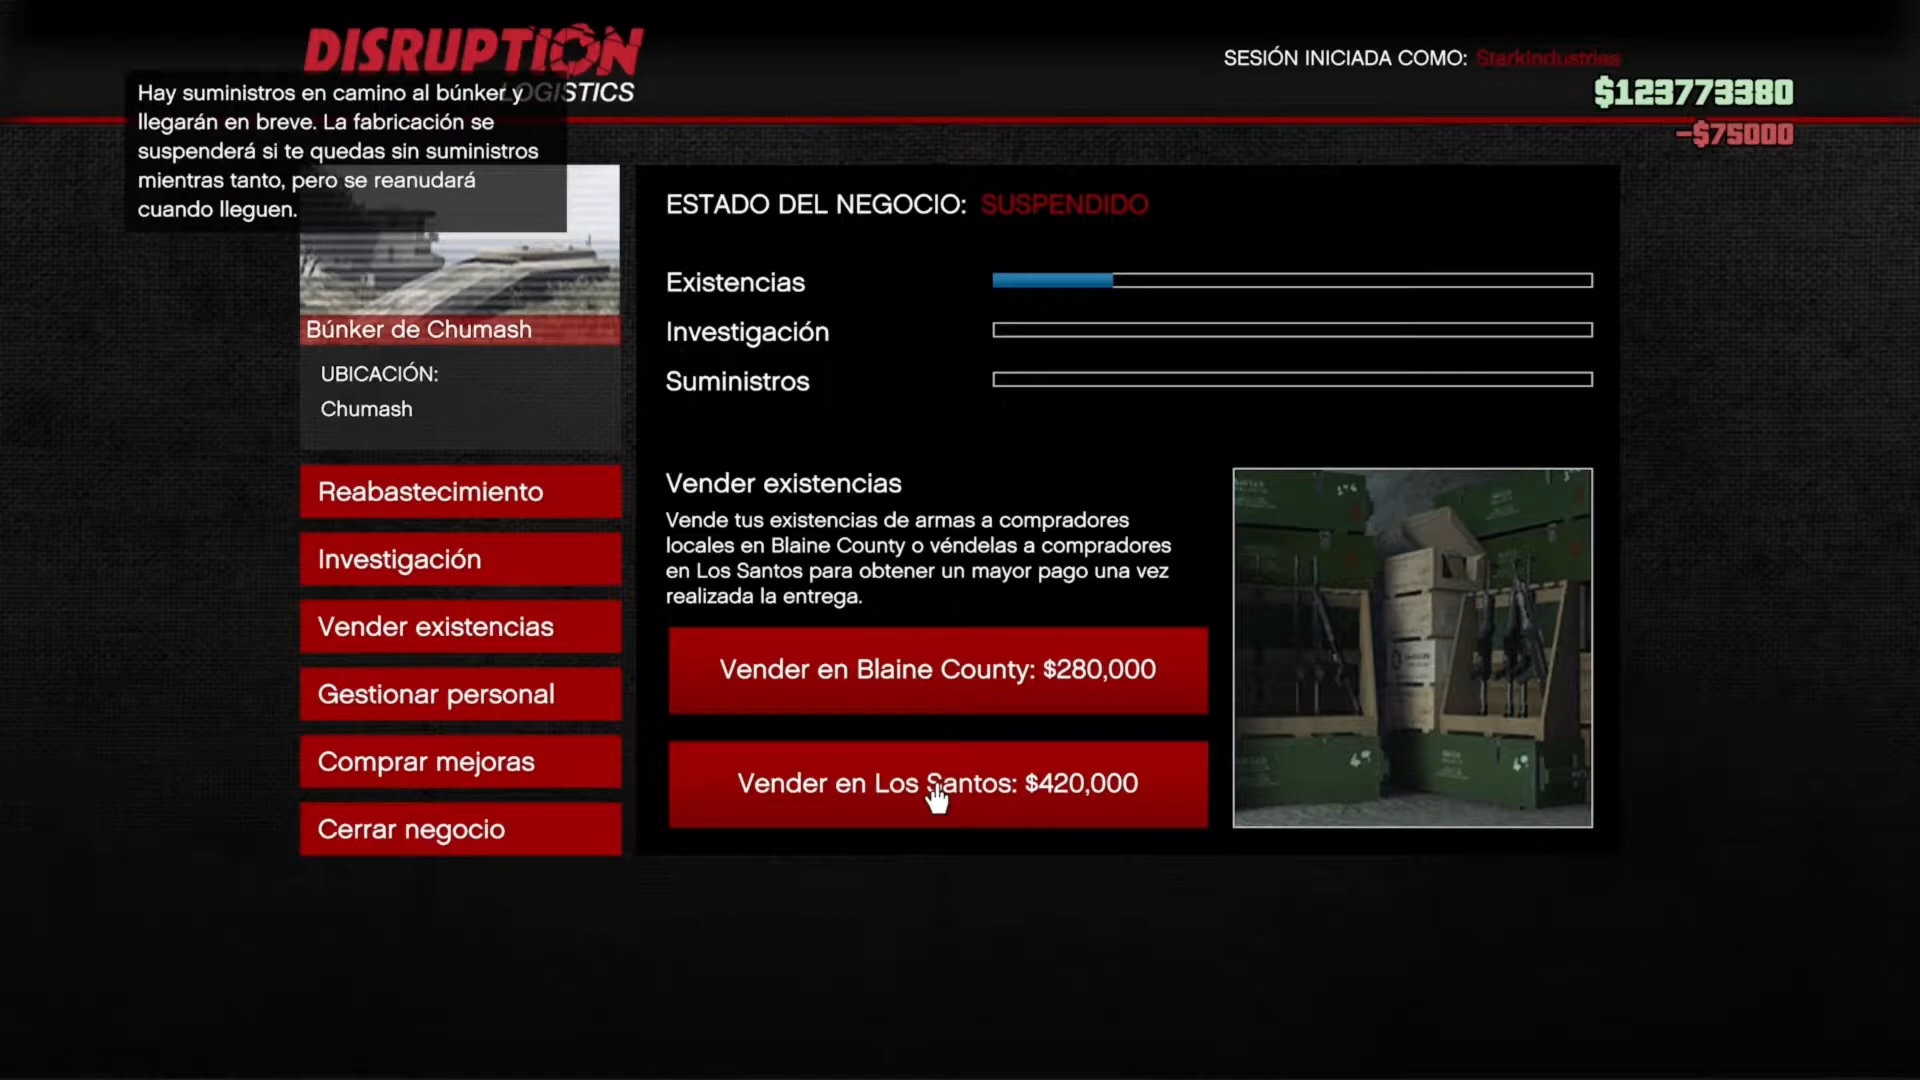 DISRUPTION
LOGISTICS
SESIÓN INICIADA COMO: StarkIndustries
$123773380
-$75000
Hay suministros en camino al búnker y
llegarán en breve. La fabricación se
suspenderá si te quedas sin suministros
mientras tanto, pero se reanudará
cuando lleguen.
Búnker de Chumash
UBICACIÓN:
Chumash
Reabastecimiento
Investigación
Vender existencias
Gestionar personal
Comprar mejoras
Cerrar negocio
ESTADO DEL NEGOCIO: SUSPENDIDO
Existencias
Investigación
Suministros
Vender existencias
Vende tus existencias de armas a compradores
locales en Blaine County o véndelas a compradores
en Los Santos para obtener un mayor pago una vez
realizada la entrega.
Vender en Blaine County: $280,000
Vender en Los Santos: $420,000